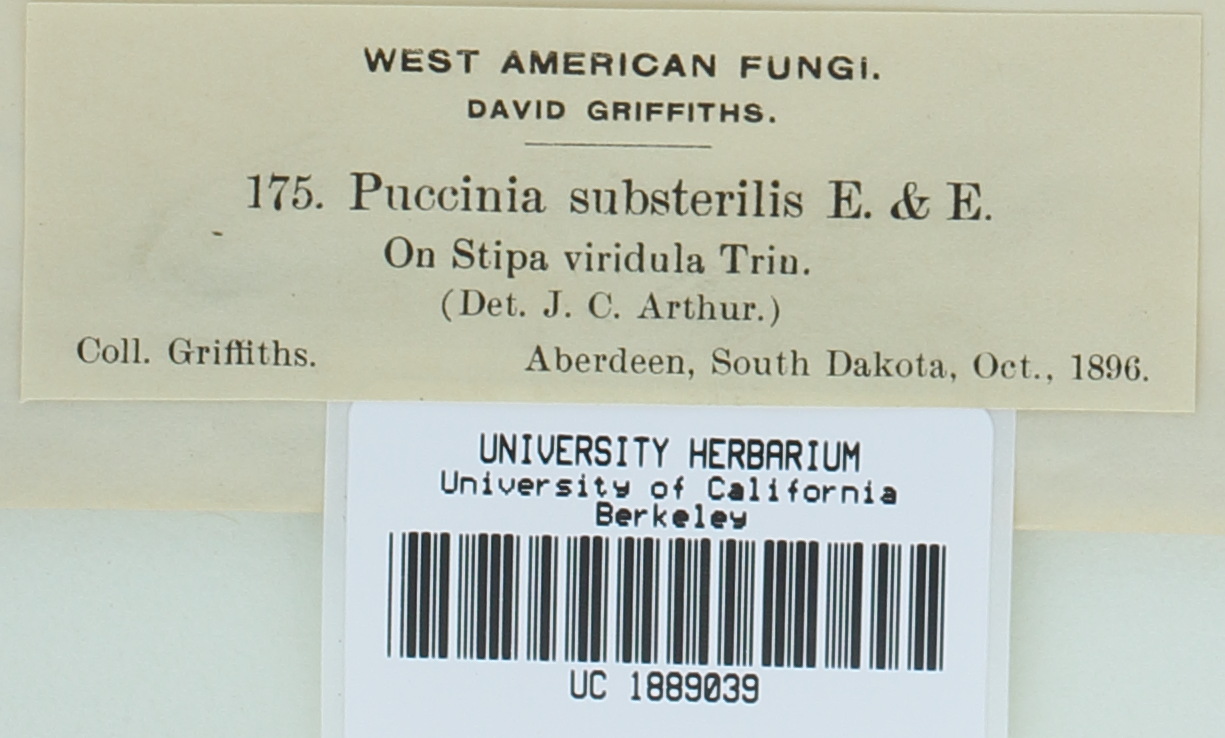 WEST AMERICAN FUNGI.
DAVID GRIFFITHS.
175. Puccinia substerilis E. & E.
On Stipa viridula Trin.
(Det. J. C. Arthur.)
Coll. Griffiths. Aberdeen, South Dakota, Oct., 1896.
UNIVERSITY HERBARIUM
University of California
Berkeley
UC 1889039